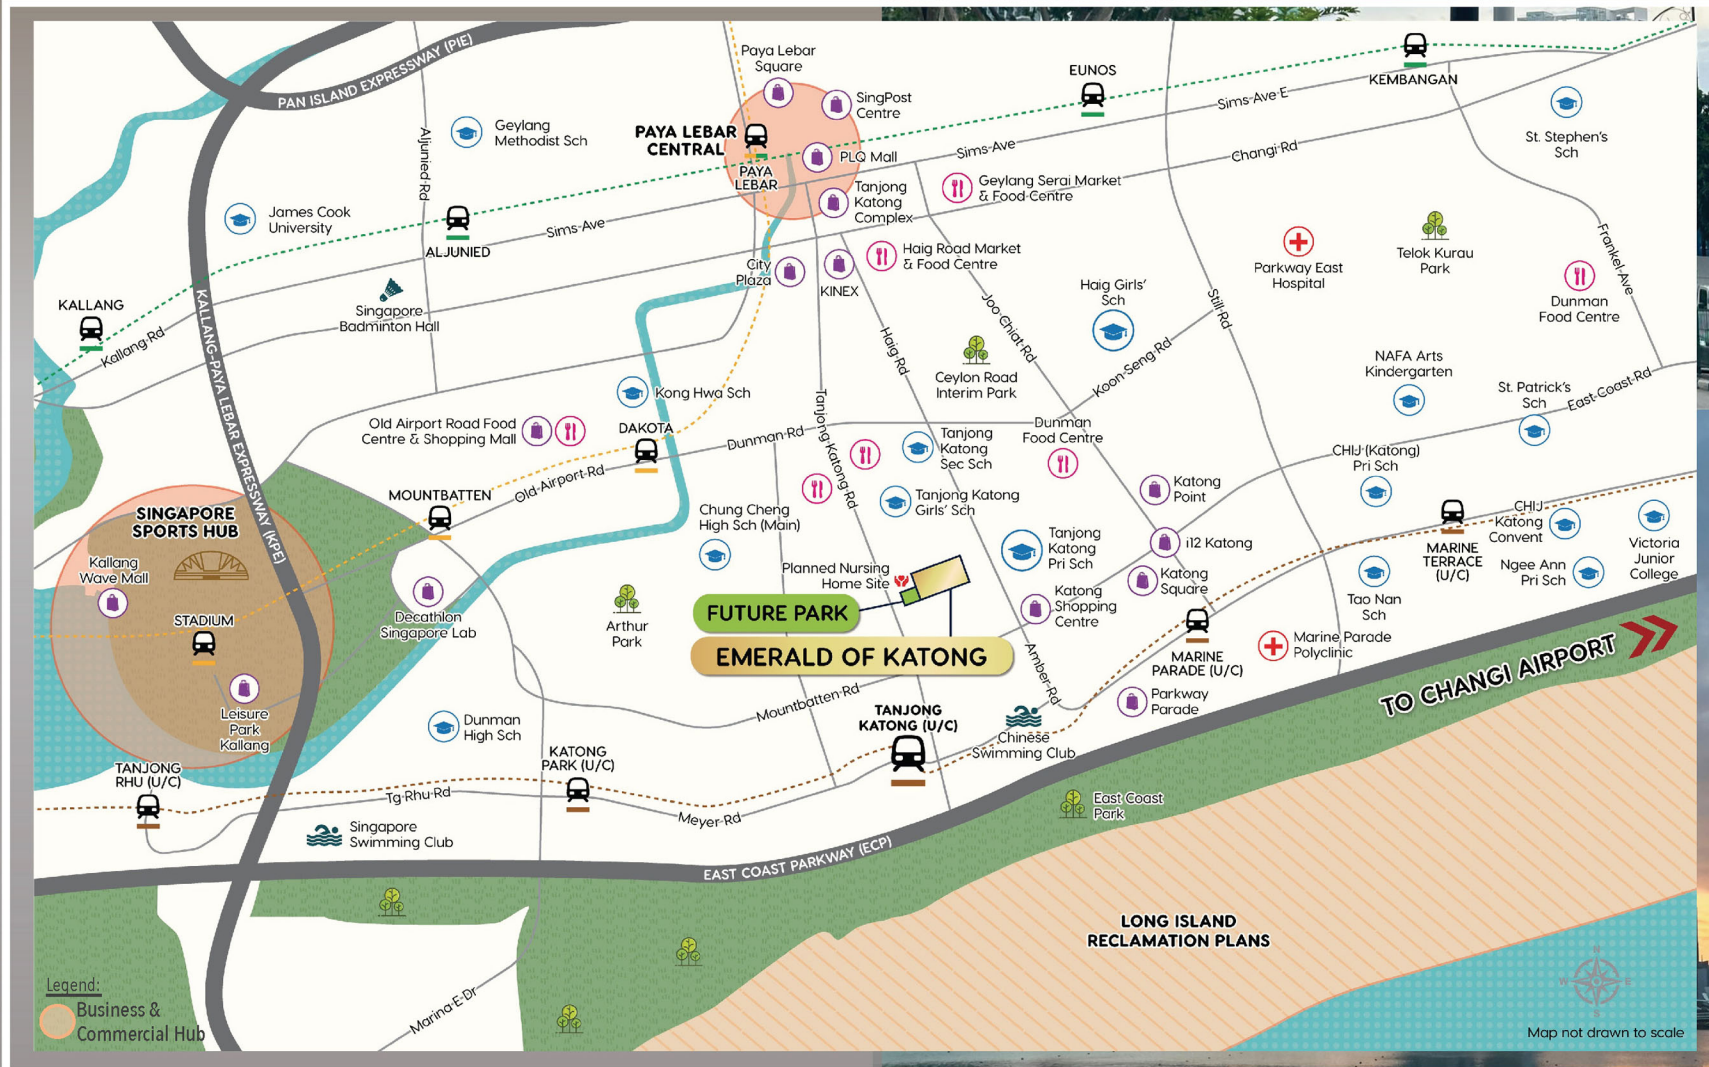 PAN ISLAND EXPRESSWAY (PIE)
Paya Lebar
Square
SingPost
Centre
EUNOS
KEMBANGAN
Sims Ave E
St. Stephen's
Sch
Geylang
Methodist Sch
Aljunied Rd
PAYA LEBAR
CENTRAL
PLQ Mall
PAYA
LEBAR
Sims Ave
Changi Rd
Tanjong
Katong
Complex
Geylang Serai Market
& Food Centre
James Cook
University
ALJUNIED
Sims Ave
Haig Road Market
& Food Centre
City
Plaza
KINEX
Parkway East
Hospital
Telok Kurau
Park
Frankel Ave
Dunman
Food Centre
KALLANG
Kallang Rd
Singapore
Badminton Hall
KALLANG-PAYA LEBAR EXPRESSWAY (KPE)
Haig Rd
Joo Chiat Rd
Haig Girls'
Sch
Still Rd
Koon Seng Rd
Ceylon Road
Interim Park
NAFA Arts
Kindergarten
St. Patrick's
Sch
East Coast Rd
Kong Hwa Sch
Old Airport Road Food
Centre & Shopping Mall
DAKOTA
Dunman Rd
Tanjong Katong Rd
Tanjong
Katong
Sec Sch
Dunman
Food Centre
CHIJ (Katong)
Pri Sch
Old Airport Rd
MOUNTBATTEN
Tanjong Katong
Girls' Sch
Katong
Point
Chung Cheng
High Sch (Main)
SINGAPORE
SPORTS HUB
Kallang
Wave Mall
Tanjong
Katong
Pri Sch
i12 Katong
MARINE
TERRACE
(U/C)
CHIJ
Katong
Convent
Victoria
Junior
College
Ngee Ann
Pri Sch
Planned Nursing
Home Site
Katong
Square
Katong
Shopping
Centre
Tao Nan
Sch
STADIUM
Decathlon
Singapore Lab
Arthur
Park
FUTURE PARK
EMERALD OF KATONG
MARINE
PARADE (U/C)
Marine Parade
Polyclinic
TO CHANGI AIRPORT
Amber Rd
Mountbatten Rd
Parkway
Parade
Leisure
Park
Kallang
Dunman
High Sch
TANJONG
KATONG (U/C)
Chinese
Swimming Club
KATONG
PARK (U/C)
TANJONG
RHU (U/C)
Tg Rhu Rd
Meyer Rd
East Coast
Park
Singapore
Swimming Club
EAST COAST PARKWAY (ECP)
LONG ISLAND
RECLAMATION PLANS
Marina E Dr
Legend:
Business &
Commercial Hub
N
W
E
S
Map not drawn to scale